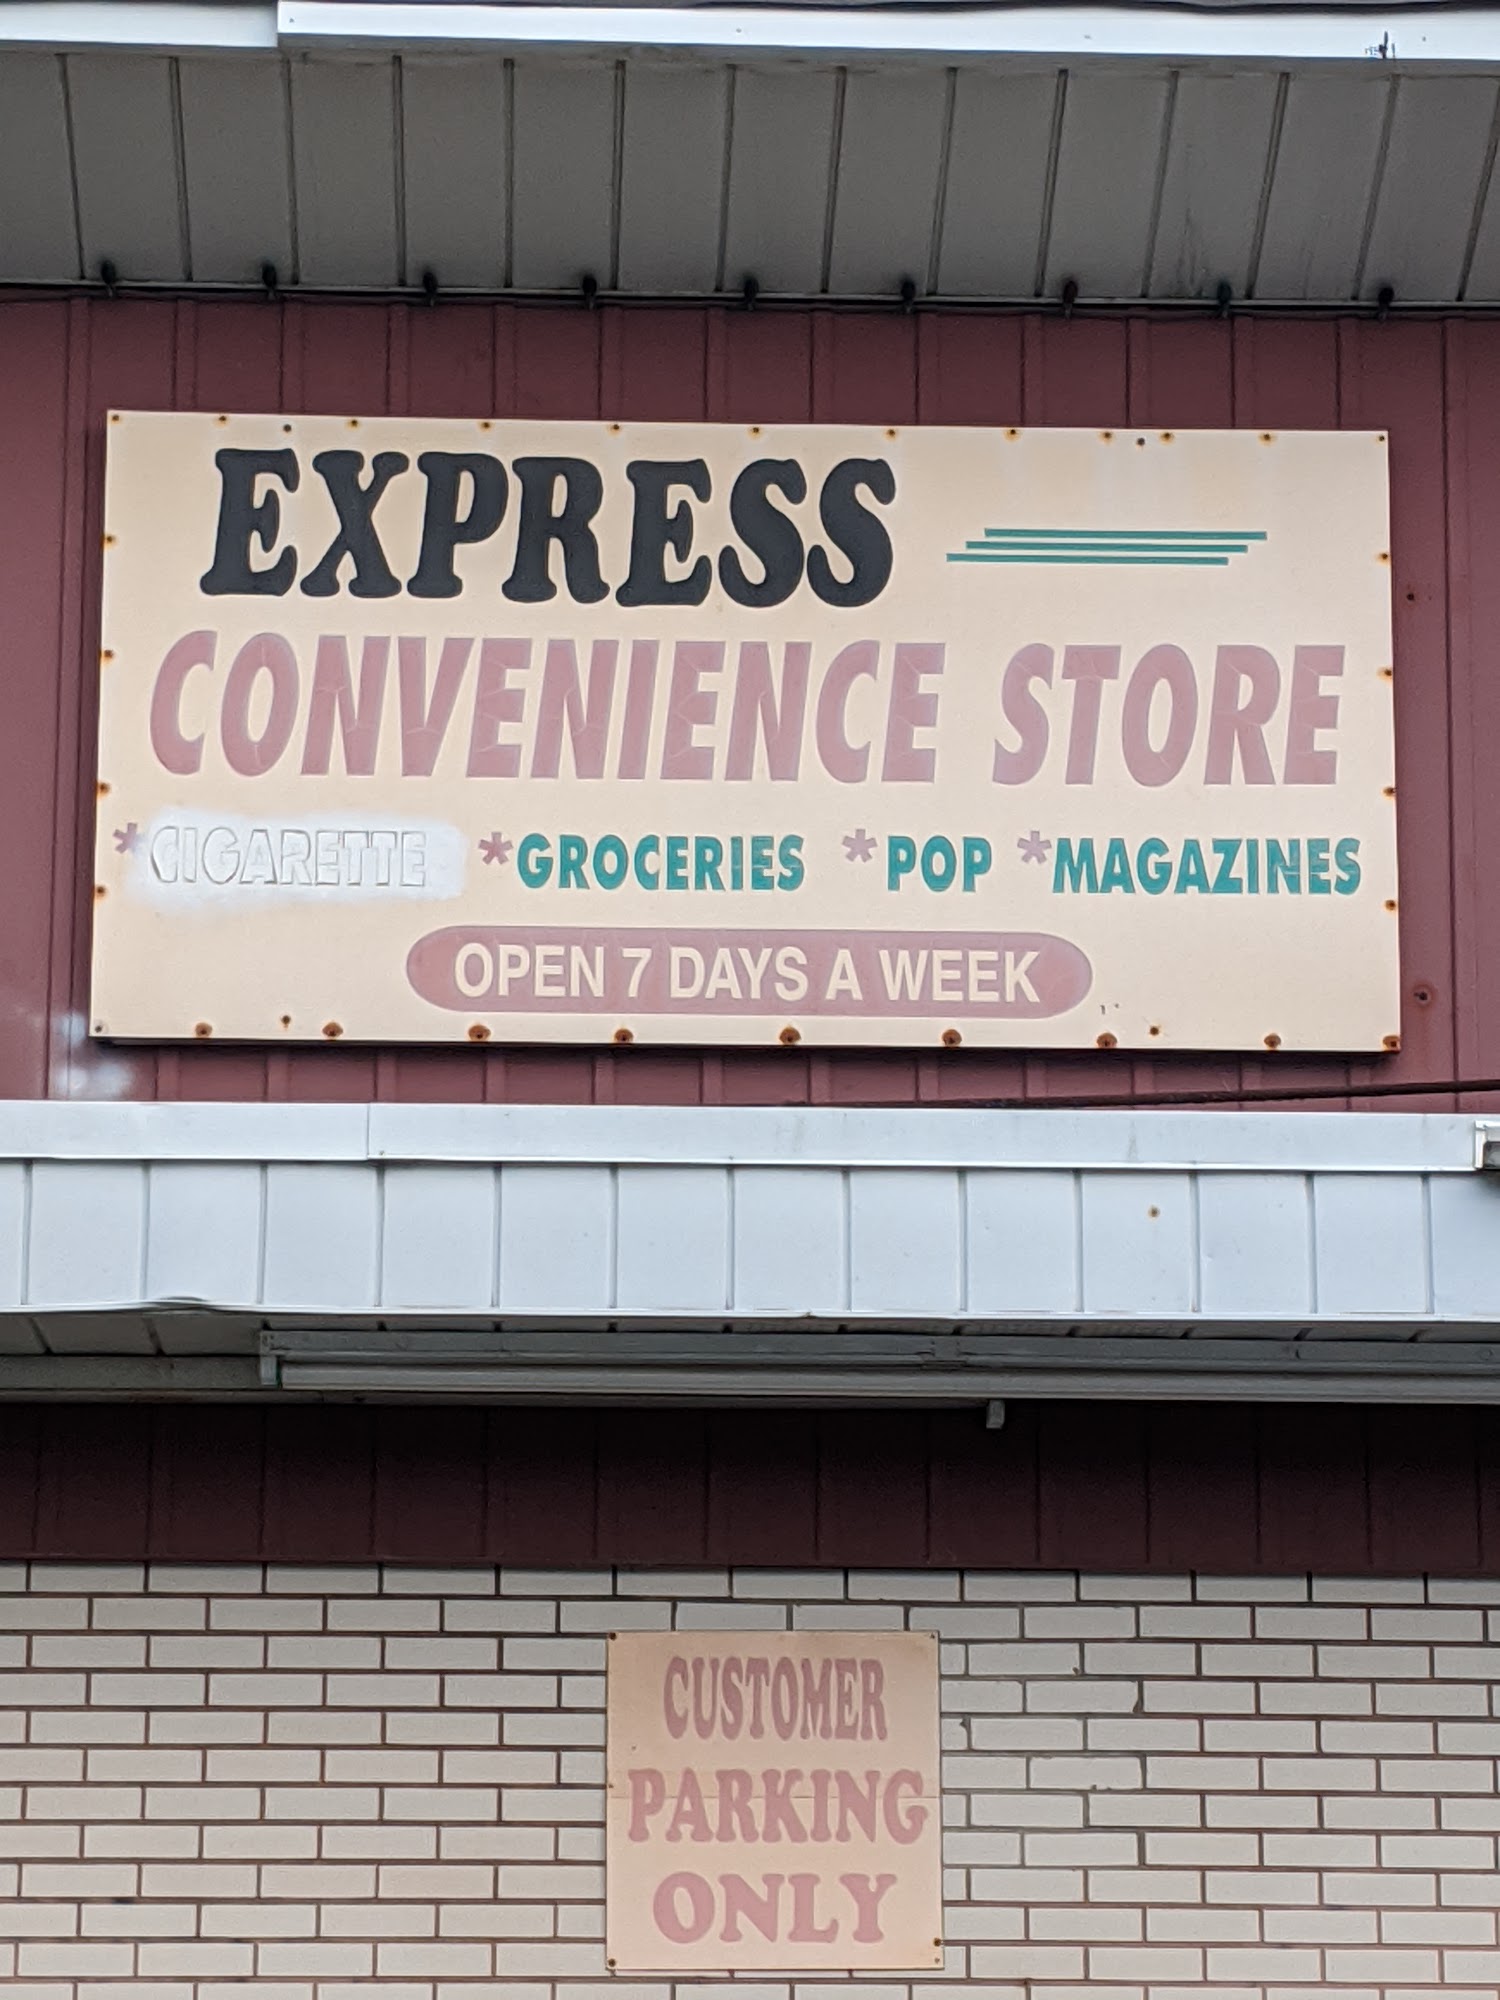 EXPRESS
CONVENIENCE STORE
*CIGARETTE *GROCERIES *POP *MAGAZINES
OPEN 7 DAYS A WEEK
CUSTOMER
PARKING
ONLY